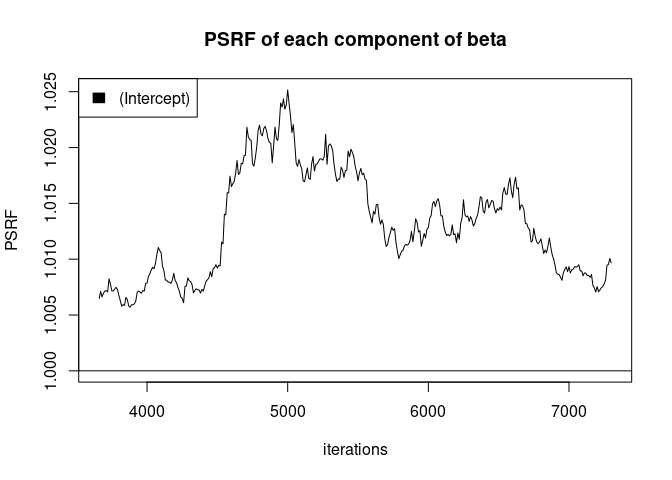 PSRF of each component of beta
(Intercept)
PSRF
1.025
1.020
1.015
1.010
1.005
1.000
4000 5000 6000 7000
iterations